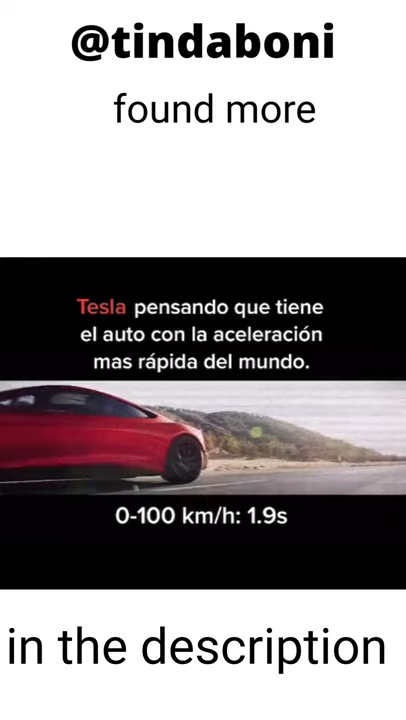 @tindaboni
found more
Tesla pensando que tiene
el auto con la aceleración
mas rápida del mundo.
0-100 km/h: 1.9s
in the description